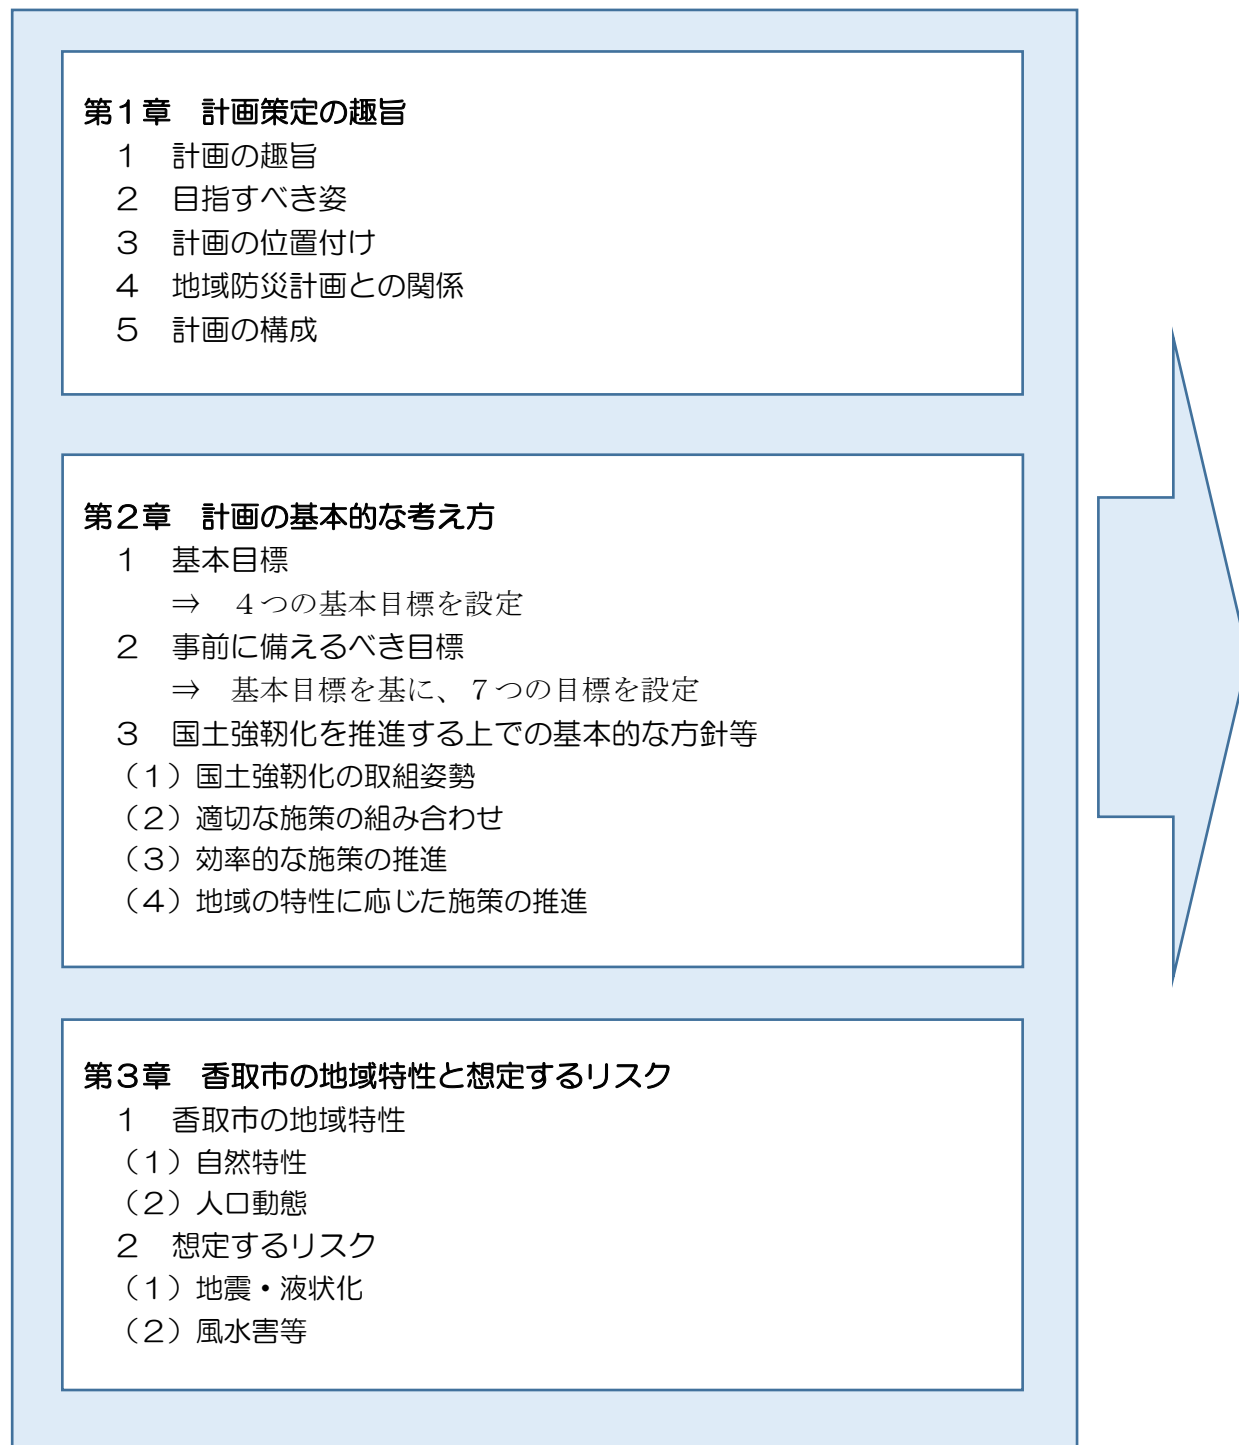 第１章　計画策定の趣旨
１　計画の趣旨
２　目指すべき姿
３　計画の位置付け
４　地域防災計画との関係
５　計画の構成
第２章　計画の基本的な考え方
１　基本目標
⇒　４つの基本目標を設定
２　事前に備えるべき目標
⇒　基本目標を基に、７つの目標を設定
３　国土強靭化を推進する上での基本的な方針等
（１）国土強靭化の取組姿勢
（２）適切な施策の組み合わせ
（３）効率的な施策の推進
（４）地域の特性に応じた施策の推進
第３章　香取市の地域特性と想定するリスク
１　香取市の地域特性
（１）自然特性
（２）人口動態
２　想定するリスク
（１）地震・液状化
（２）風水害等